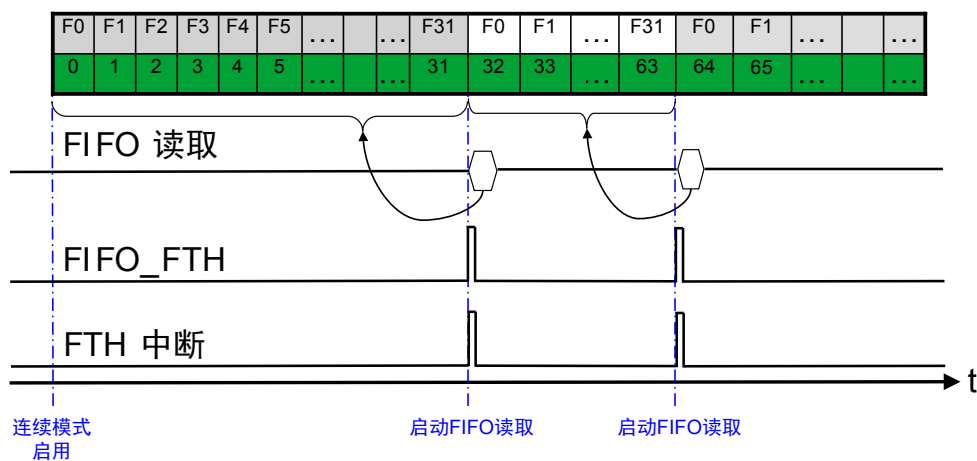 F0 F1 F2 F3 F4 F5 ... ... F31 F0 F1 ... F31 F0 F1 ... ...
0 1 2 3 4 5 ... ... 31 32 33 ... 63 64 65 ... ...
FIFO 读取
FIFO_FTH
FTH 中断
t
连续模式
启用
启动FIFO读取 启动FIFO读取